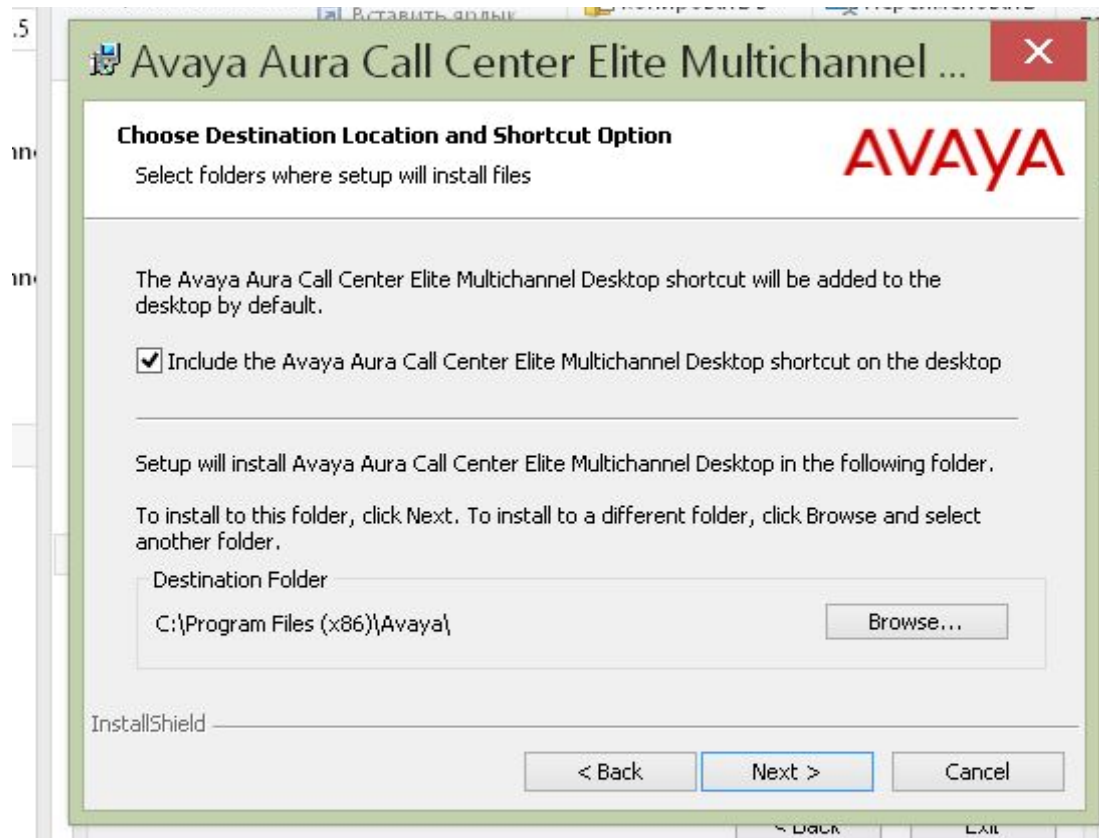 .5
Вставить ярлык
Avaya Aura Call Center Elite Multichannel ...
Choose Destination Location and Shortcut Option
Select folders where setup will install files
AVAYA
The Avaya Aura Call Center Elite Multichannel Desktop shortcut will be added to the
desktop by default.
Include the Avaya Aura Call Center Elite Multichannel Desktop shortcut on the desktop
Setup will install Avaya Aura Call Center Elite Multichannel Desktop in the following folder.
To install to this folder, click Next. To install to a different folder, click Browse and select
another folder.
Destination Folder
C:\Program Files (x86)\Avaya\
Browse...
InstallShield
< Back
Next >
Cancel
< Back
Exit